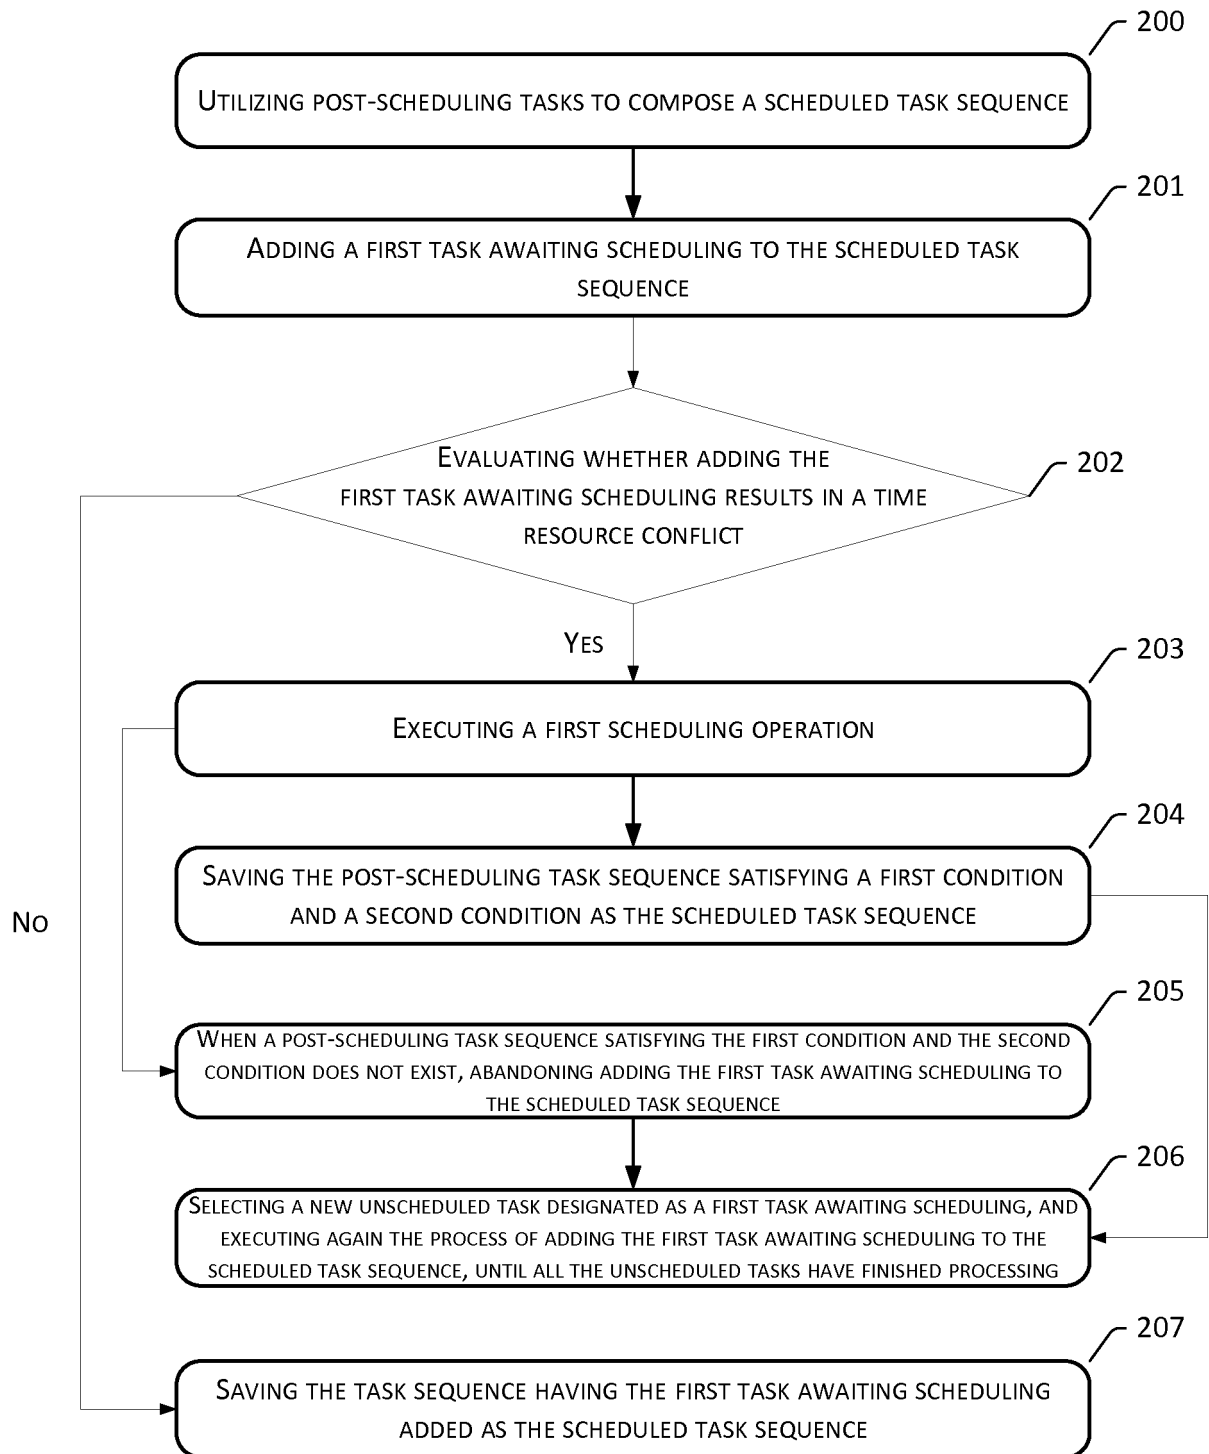 200
UTILIZING POST-SCHEDULING TASKS TO COMPOSE A SCHEDULED TASK SEQUENCE
201
ADDING A FIRST TASK AWAITING SCHEDULING TO THE SCHEDULED TASK
SEQUENCE
EVALUATING WHETHER ADDING THE
FIRST TASK AWAITING SCHEDULING RESULTS IN A TIME
RESOURCE CONFLICT
202
YES
203
EXECUTING A FIRST SCHEDULING OPERATION
204
SAVING THE POST-SCHEDULING TASK SEQUENCE SATISFYING A FIRST CONDITION
AND A SECOND CONDITION AS THE SCHEDULED TASK SEQUENCE
NO
205
WHEN A POST-SCHEDULING TASK SEQUENCE SATISFYING THE FIRST CONDITION AND THE SECOND
CONDITION DOES NOT EXIST, ABANDONING ADDING THE FIRST TASK AWAITING SCHEDULING TO
THE SCHEDULED TASK SEQUENCE
206
SELECTING A NEW UNSCHEDULED TASK DESIGNATED AS A FIRST TASK AWAITING SCHEDULING, AND
EXECUTING AGAIN THE PROCESS OF ADDING THE FIRST TASK AWAITING SCHEDULING TO THE
SCHEDULED TASK SEQUENCE, UNTIL ALL THE UNSCHEDULED TASKS HAVE FINISHED PROCESSING
207
SAVING THE TASK SEQUENCE HAVING THE FIRST TASK AWAITING SCHEDULING
ADDED AS THE SCHEDULED TASK SEQUENCE